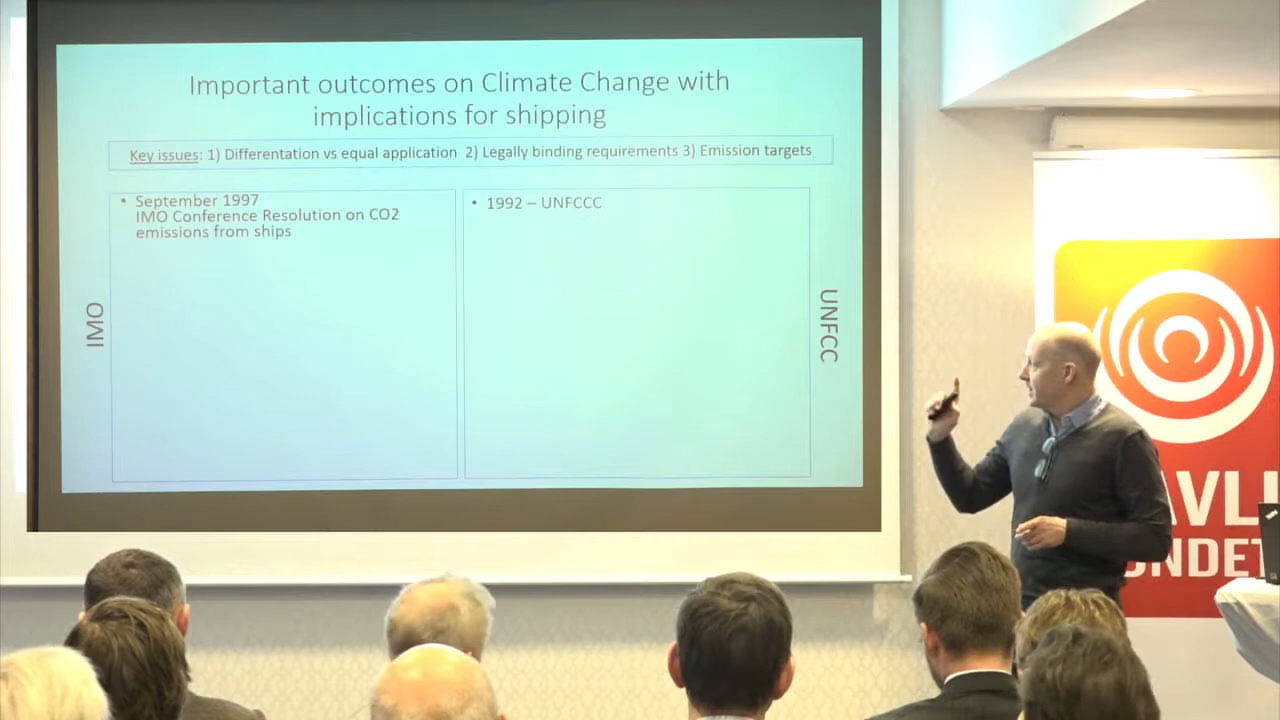 Important outcomes on Climate Change with
implications for shipping
Key issues: 1) Differentation vs equal application 2) Legally binding requirements 3) Emission targets
• September 1997
IMO Conference Resolution on CO2
emissions from ships
• 1992 – UNFCCC
IMO
UNFCC
AVLI
NDET